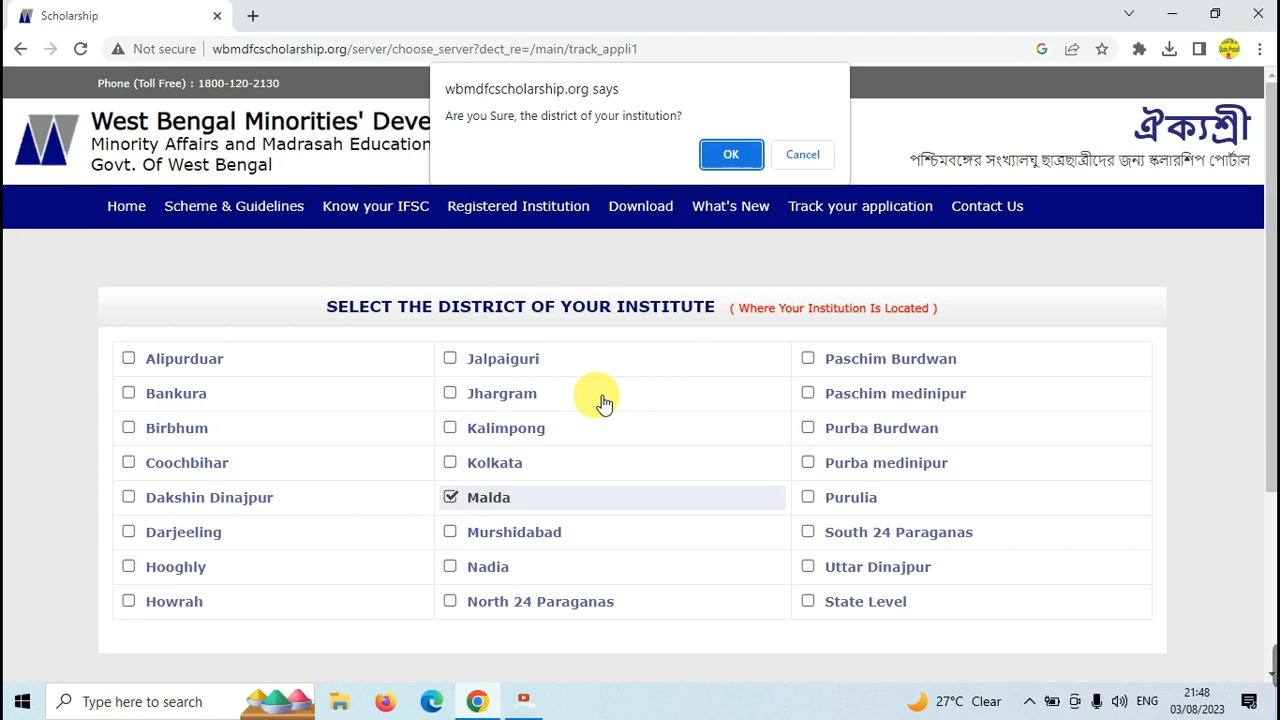 Scholarship
Not secure
wbmdfcscholarship.org/server/choose_server?dect_re=/main/track_appli1
Phone (Toll Free) : 1800-120-2130
wbmdfcscholarship.org says
Are you Sure, the district of your institution?
OK
Cancel
West Bengal Minorities' Deve
Minority Affairs and Madrasah Education
Govt. Of West Bengal
ঐক্যশ্রী
পশ্চিমবঙ্গের সংখ্যালঘু ছাত্রছাত্রীদের জন্য স্কলারশিপ পোর্টাল
Home Scheme & Guidelines Know your IFSC Registered Institution Download What's New Track your application Contact Us
SELECT THE DISTRICT OF YOUR INSTITUTE ( Where Your Institution Is Located )
Alipurduar Jalpaiguri Paschim Burdwan
Bankura Jhargram Paschim medinipur
Birbhum Kalimpong Purba Burdwan
Coochbihar Kolkata Purba medinipur
Dakshin Dinajpur Malda Purulia
Darjeeling Murshidabad South 24 Paraganas
Hooghly Nadia Uttar Dinajpur
Howrah North 24 Paraganas State Level
Type here to search
27°C Clear
ENG
21:48
03/08/2023